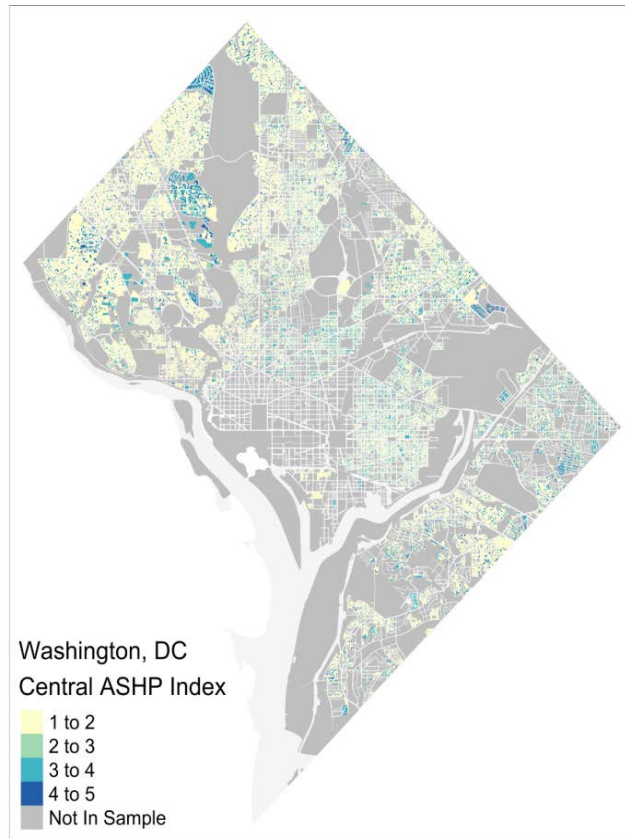 Washington, DC
Central ASHP Index
1 to 2
2 to 3
3 to 4
4 to 5
Not In Sample